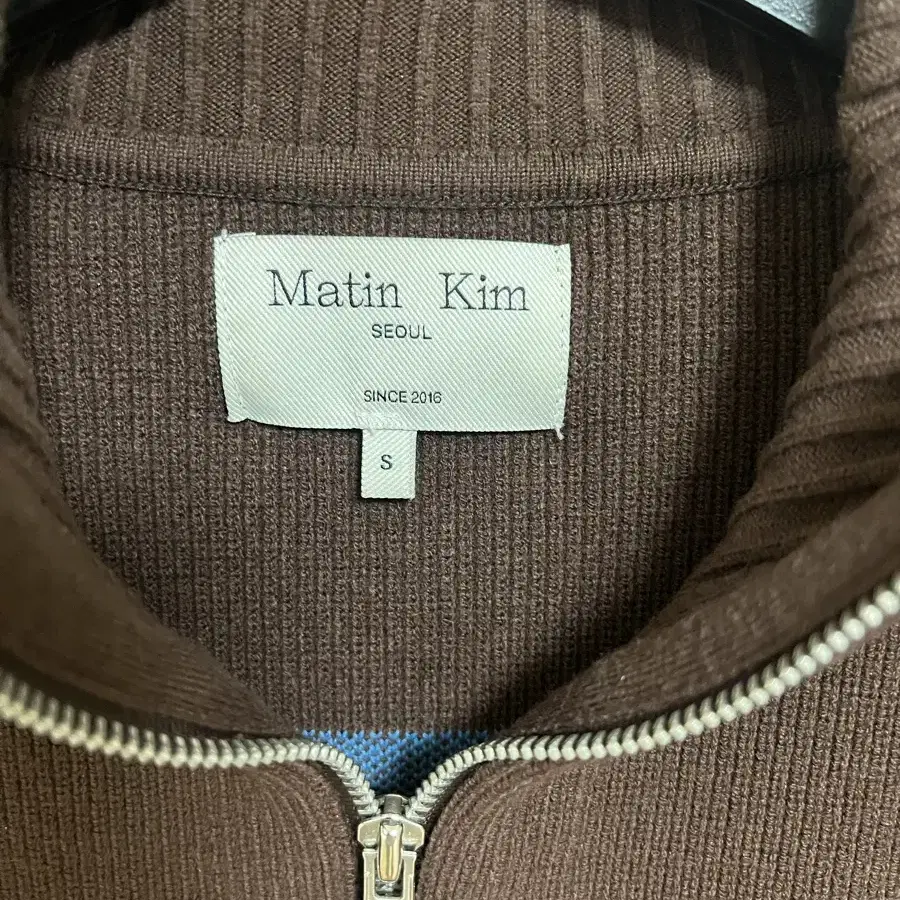 Matin Kim
SEOUL
SINCE 2016
S